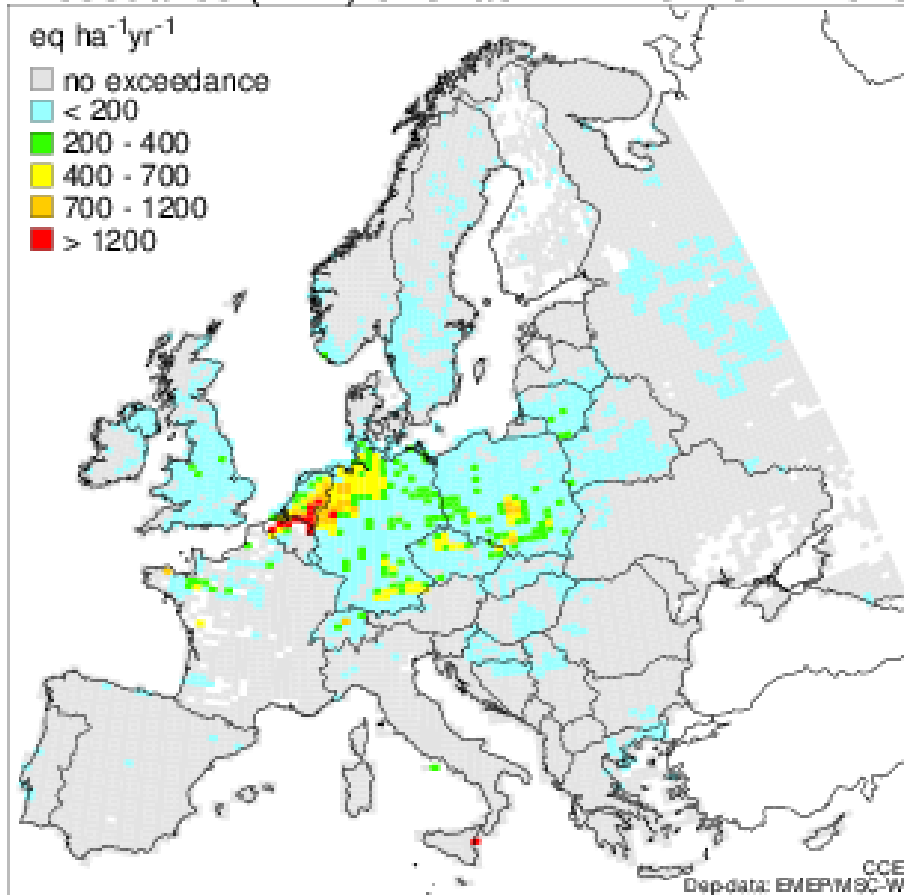 eq ha-1yr-1
no exceedance
< 200
200 - 400
400 - 700
700 - 1200
> 1200
CCE
Dep-data: EMEP/MSC-W